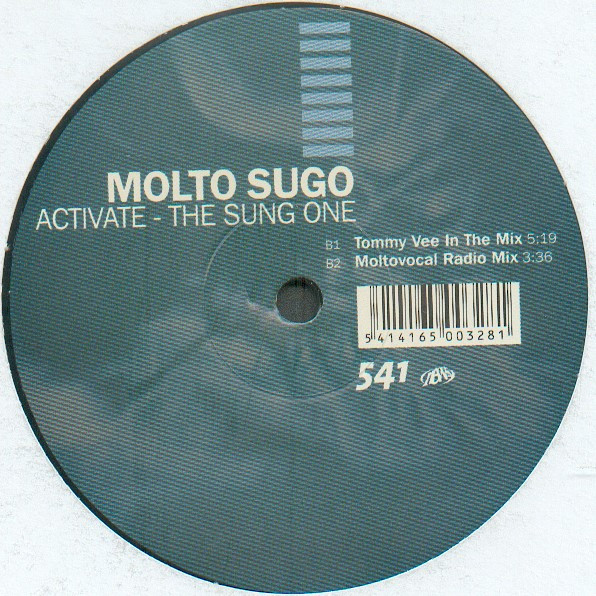 MOLTO SUGO
ACTIVATE - THE SUNG ONE
B1 Tommy Vee In The Mix 5:19
B2 Moltovocal Radio Mix 3:36
5 414165 003281
541